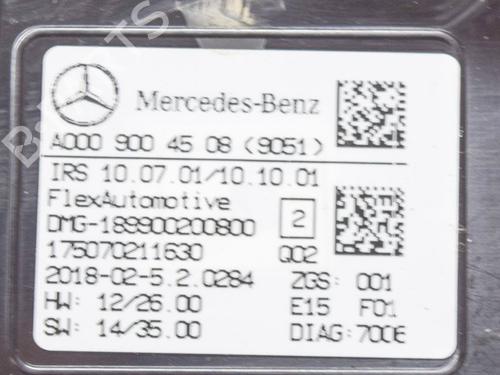 Mercedes-Benz
A000 900 45 08 (9051)
IRS 10.07.01/10.10.01
FlexAutomotive
DMG-189900200800 2
175070211630 Q02
2018-02-5.2.0284 ZGS: 001
HW: 12/26.00 E15 F01
SW: 14/35.00 DIAG:7006